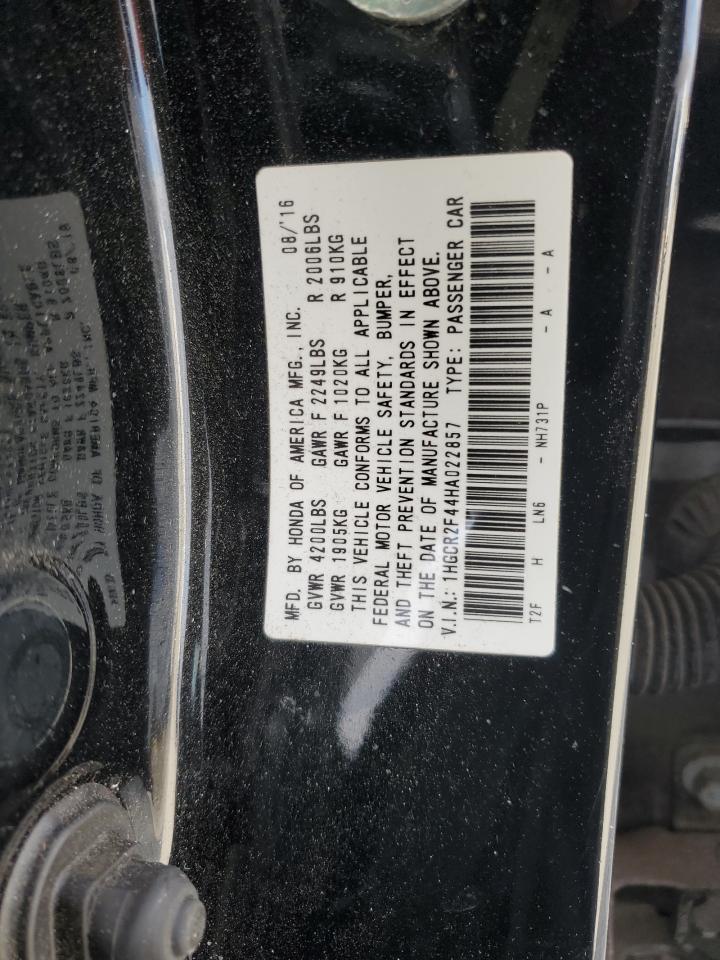 MFD. BY HONDA OF AMERICA MFG., INC. 08/'16
GVWR 4200LBS GAWR F 2249LBS R 2006LBS
GVWR 1905KG GAWR F 1020KG R 910KG
THIS VEHICLE CONFORMS TO ALL APPLICABLE
FEDERAL MOTOR VEHICLE SAFETY, BUMPER,
AND THEFT PREVENTION STANDARDS IN EFFECT
ON THE DATE OF MANUFACTURE SHOWN ABOVE.
V.I.N.: 1HGCR2F44HA022857 TYPE: PASSENGER CAR
T2F H LN6 - NH731P - A - A